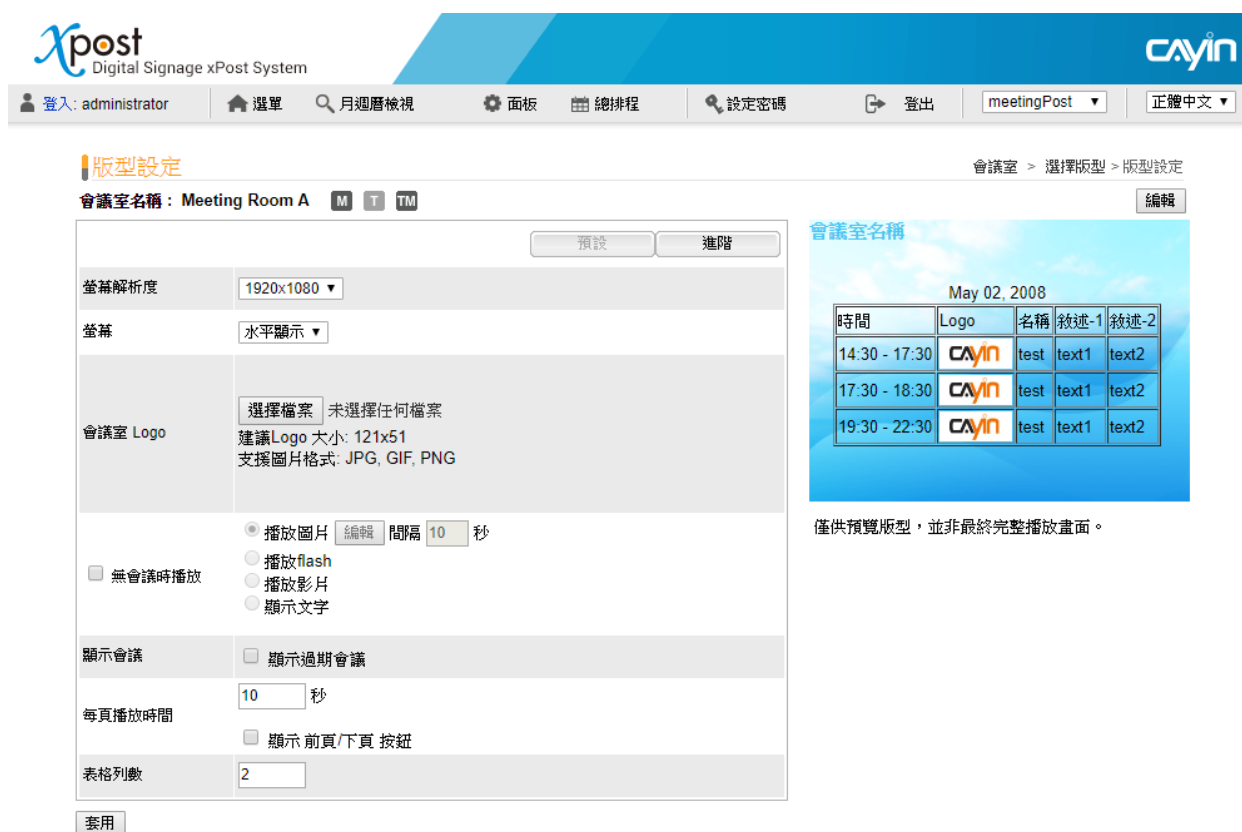 xpost
Digital Signage xPost System
CAYIN
登入: administrator 選單 月週曆檢視 面板 總排程 設定密碼 登出 meetingPost ▼ 正體中文 ▼
版型設定
會議室 > 選擇版型 > 版型設定
會議室名稱 : Meeting Room A M T TM
編輯
預設 進階
螢幕解析度 1920x1080 ▼
螢幕 水平顯示 ▼
會議室 Logo
選擇檔案 未選擇任何檔案
建議Logo 大小: 121x51
支援圖片格式: JPG, GIF, PNG
無會議時播放
播放圖片 編輯 間隔 10 秒
播放flash
播放影片
顯示文字
顯示會議 顯示過期會議
每頁播放時間
10 秒
顯示 前頁/下頁 按鈕
表格列數 2
套用
會議室名稱
May 02, 2008
時間 Logo 名稱 敘述-1 敘述-2
14:30 - 17:30 CAYIN test text1 text2
17:30 - 18:30 CAYIN test text1 text2
19:30 - 22:30 CAYIN test text1 text2
僅供預覽版型，並非最終完整播放畫面。